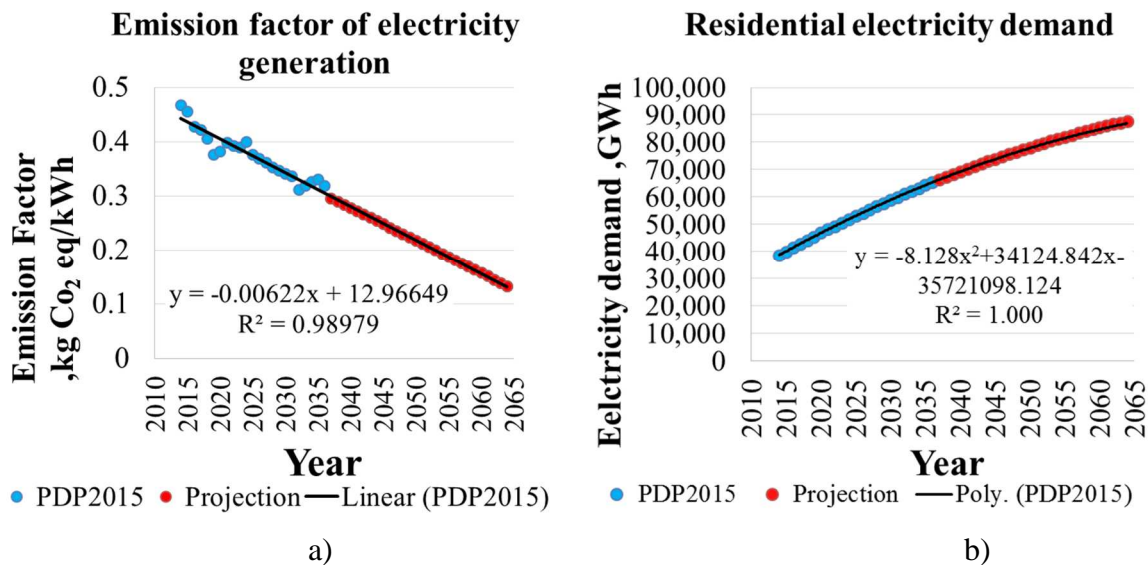 Emission factor of electricity
generation
Emission Factor
,kg Co₂ eq/kWh
0.5
0.4
0.3
0.2
0.1
0
y = -0.00622x + 12.96649
R² = 0.98979
2010
2015
2020
2025
2030
2035
2040
2045
2050
2055
2060
2065
Year
PDP2015
Projection
Linear (PDP2015)
a)
Residential electricity demand
Eelctricity demand ,GWh
100,000
90,000
80,000
70,000
60,000
50,000
40,000
30,000
20,000
10,000
0
y = -8.128x²+34124.842x-
35721098.124
R² = 1.000
2010
2015
2020
2025
2030
2035
2040
2045
2050
2055
2060
2065
Year
PDP2015
Projection
Poly. (PDP2015)
b)